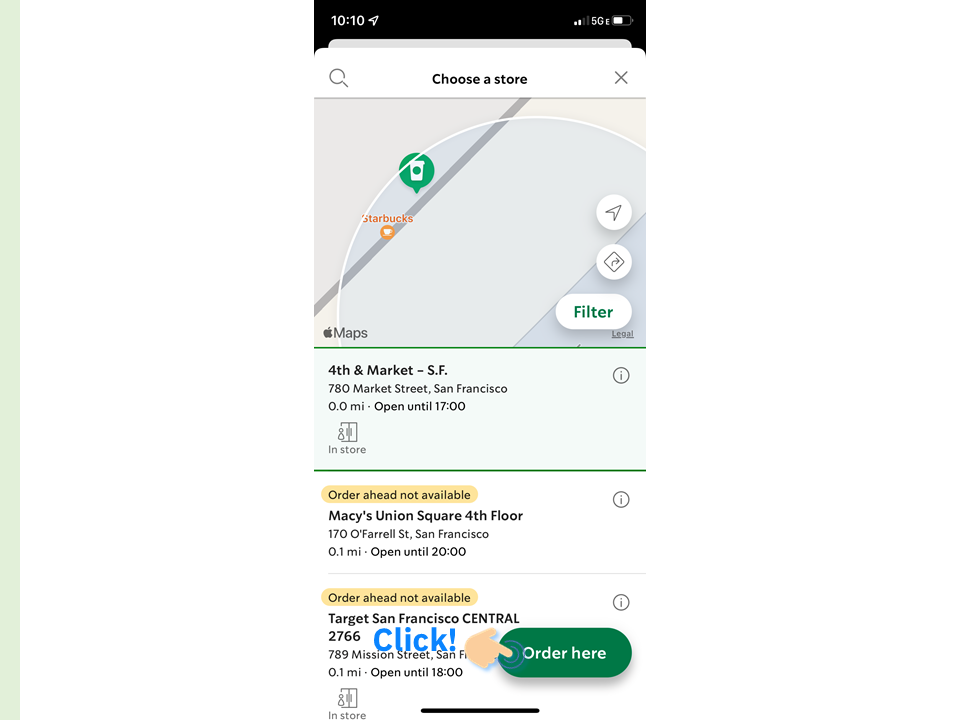 10:10
5G E
Choose a store
Starbucks
Filter
Maps
Legal
4th & Market – S.F.
780 Market Street, San Francisco
0.0 mi · Open until 17:00
In store
Order ahead not available
Macy's Union Square 4th Floor
170 O'Farrell St, San Francisco
0.1 mi · Open until 20:00
Order ahead not available
Target San Francisco CENTRAL
2766
Click!
789 Mission Street, San
Order here
0.1 mi · Open until 18:00
In store